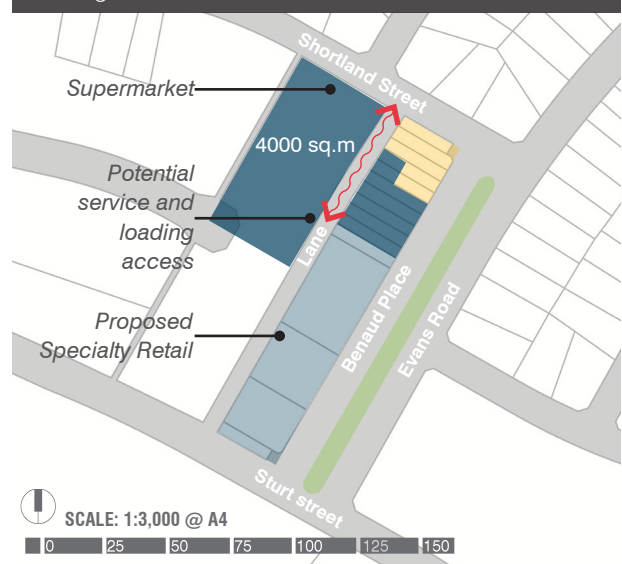 Shortland Street
Supermarket
4000 sq.m
Potential
service and
loading
access
Lane
Benaud Place
Evans Road
Proposed
Specialty Retail
Sturt street
SCALE: 1:3,000 @ A4
0 25 50 75 100 125 150